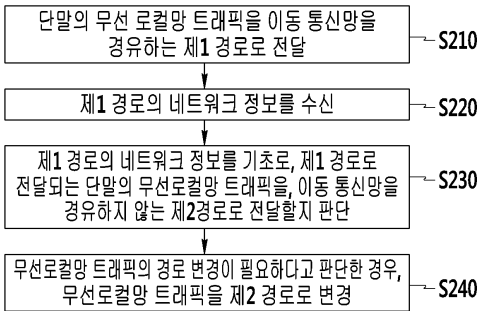 단말의 무선 로컬망 트래픽을 이동 통신망을
경유하는 제1 경로로 전달
S210
제1 경로의 네트워크 정보를 수신
S220
제1 경로의 네트워크 정보를 기초로, 제1 경로로
전달되는 단말의 무선로컬망 트래픽을, 이동 통신망을
경유하지 않는 제2경로로 전달할지 판단
S230
무선로컬망 트래픽의 경로 변경이 필요하다고 판단한 경우,
무선로컬망 트래픽을 제2 경로로 변경
S240